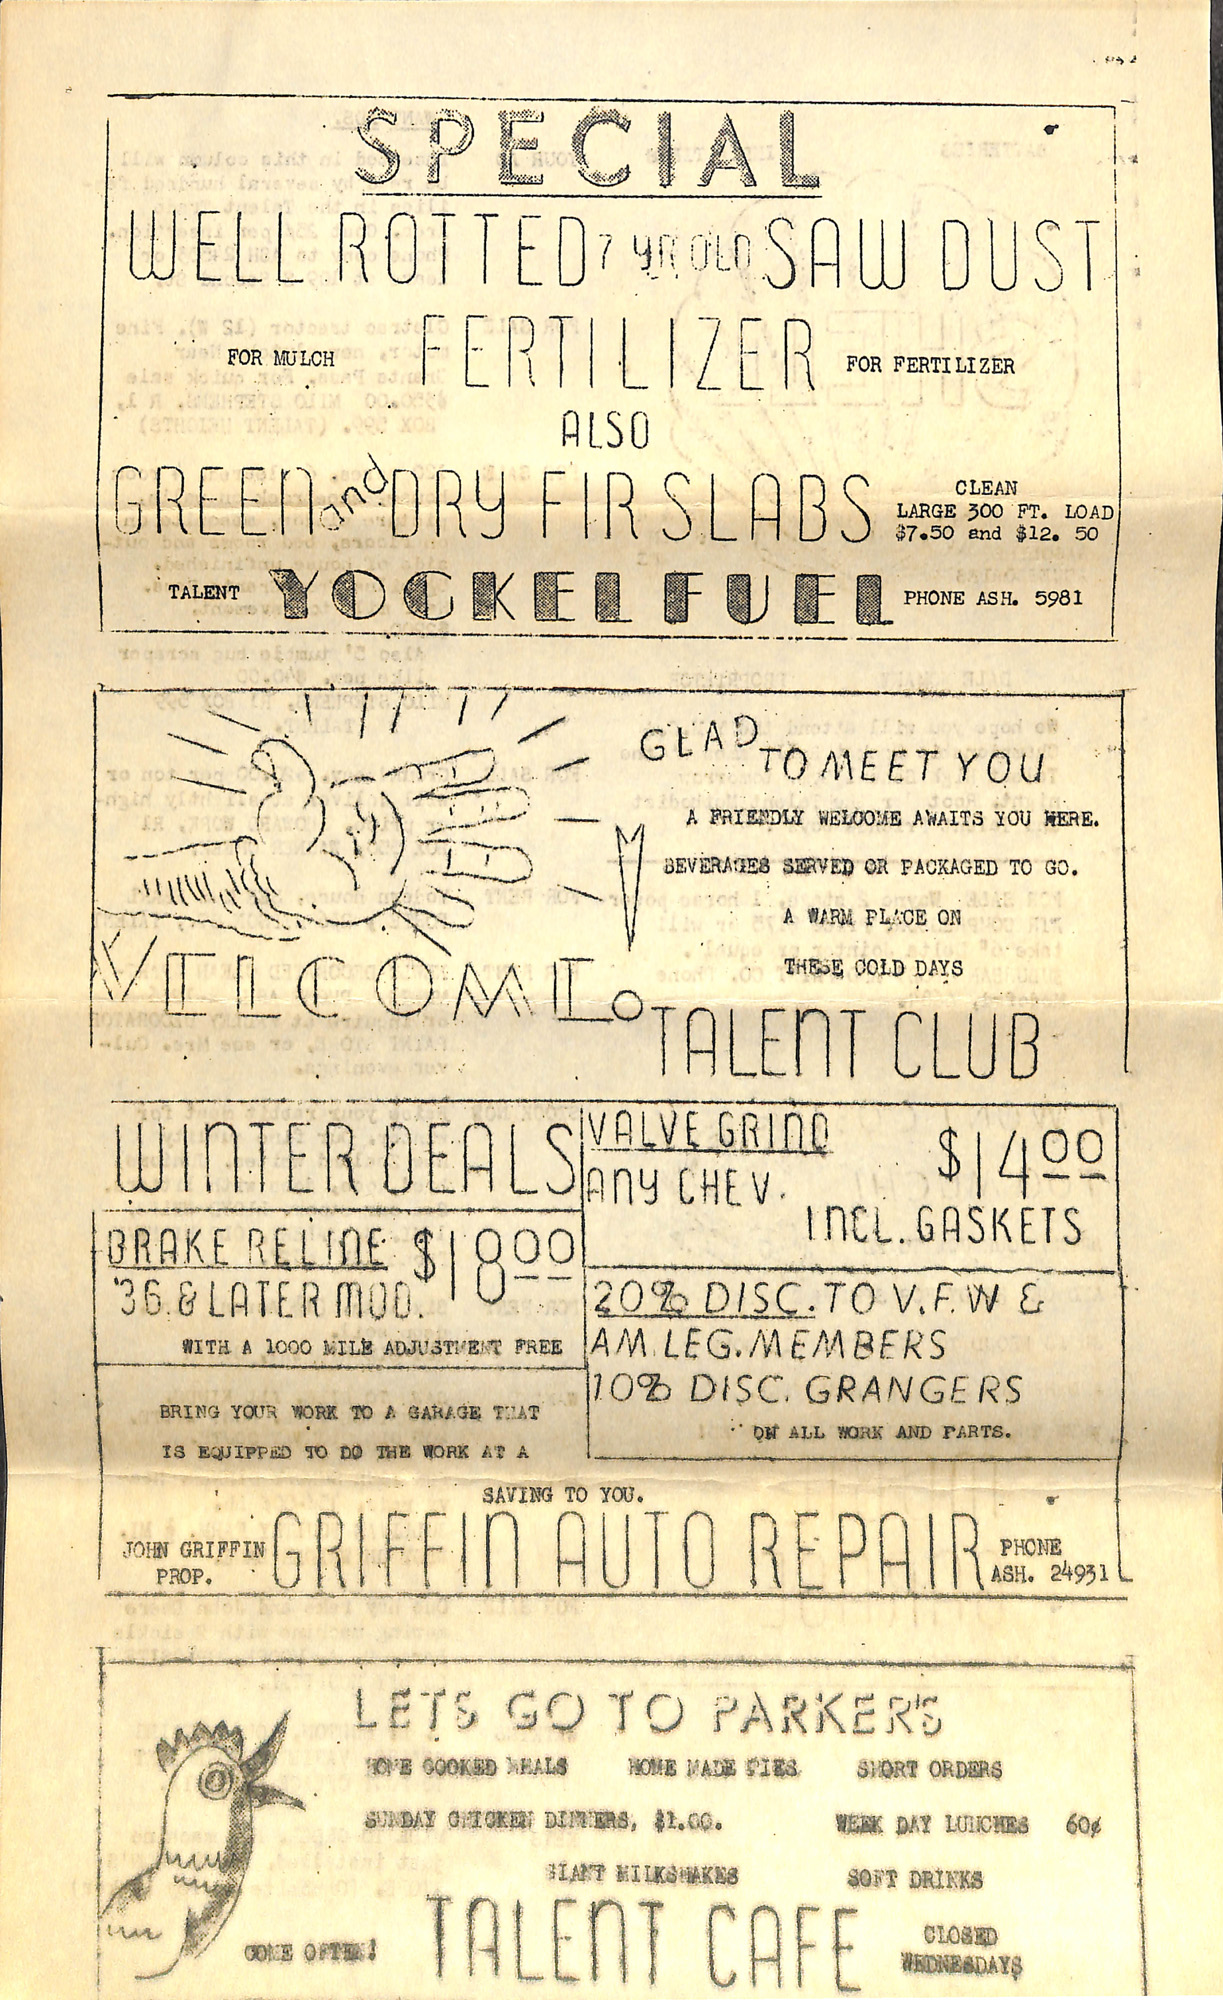 SPECIAL
WELL ROTTED 7 YR OLD SAW DUST
FOR MULCH FERTILIZER FOR FERTILIZER
ALSO
GREEN and DRY FIR SLABS
CLEAN
LARGE 300 FT. LOAD
$7.50 and $12. 50
TALENT YOCKEL FUEL PHONE ASH. 5981
GLAD TO MEET YOU
A FRIENDLY WELCOME AWAITS YOU HERE.
BEVERAGES SERVED OR PACKAGED TO GO.
A WARM PLACE ON
THESE COLD DAYS
WELCOME
TALENT CLUB
WINTER DEALS
VALVE GRIND $14.00
ANY CHEV.
INCL. GASKETS
BRAKE RELINE $18.00
'36 & LATER MOD.
WITH A 1000 MILE ADJUSTMENT FREE
20% DISC. TO V.F.W &
AM. LEG. MEMBERS
10% DISC. GRANGERS
ON ALL WORK AND PARTS.
BRING YOUR WORK TO A GARAGE THAT
IS EQUIPPED TO DO THE WORK AT A
SAVING TO YOU.
JOHN GRIFFIN
PROP.
GRIFFIN AUTO REPAIR
PHONE
ASH. 24931
LETS GO TO PARKER'S
HOME COOKED MEALS HOME MADE PIES SHORT ORDERS
SUNDAY CHICKEN DINNERS, $1.00. WEEK DAY LUNCHES 60¢
GIANT MILKSHAKES SOFT DRINKS
COME OFTEN! TALENT CAFE
CLOSED
WEDNESDAYS